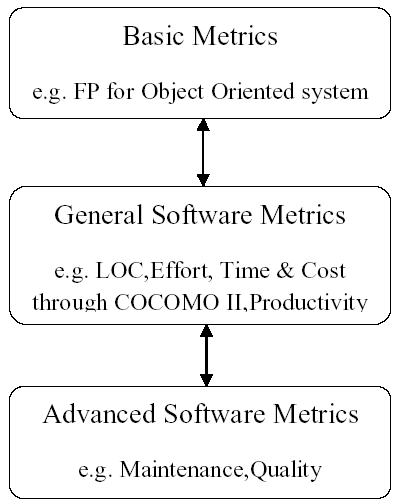 Basic Metrics
e.g. FP for Object Oriented system
General Software Metrics
e.g. LOC,Effort, Time & Cost
through COCOMO II,Productivity
Advanced Software Metrics
e.g. Maintenance,Quality